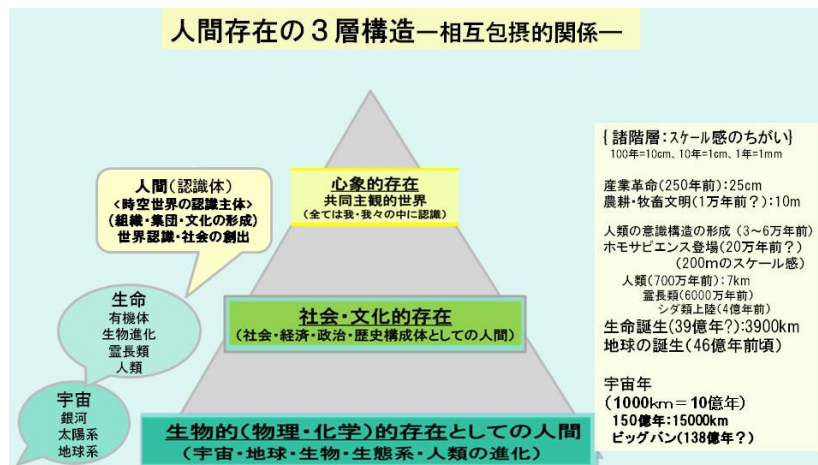 人間存在の３層構造―相互包摂的関係―
人間(認識体)
<時空世界の認識主体>
(組織・集団・文化の形成)
世界認識・社会の創出
生命
有機体
生物進化
霊長類
人類
宇宙
銀河
太陽系
地球系
心象的存在
共同主観的世界
(全ては我・我々の中に認識)
社会・文化的存在
(社会・経済・政治・歴史構成体としての人間)
生物的(物理・化学)的存在としての人間
(宇宙・地球・生物・生態系・人類の進化)
{諸階層:スケール感のちがい}
100年=10cm、10年=1cm、1年=1mm
産業革命(250年前):25cm
農耕・牧畜文明(1万年前?):10m
人類の意識構造の形成 (3～6万年前)
ホモサピエンス登場(20万年前?)
(200mのスケール感)
人類(700万年前):7km
霊長類(6000万年前)
シダ類上陸(4億年前)
生命誕生(39億年?):3900km
地球の誕生(46億年前頃)
宇宙年
(1000km＝10億年)
150億年:15000km
ビッグバン(138億年?)